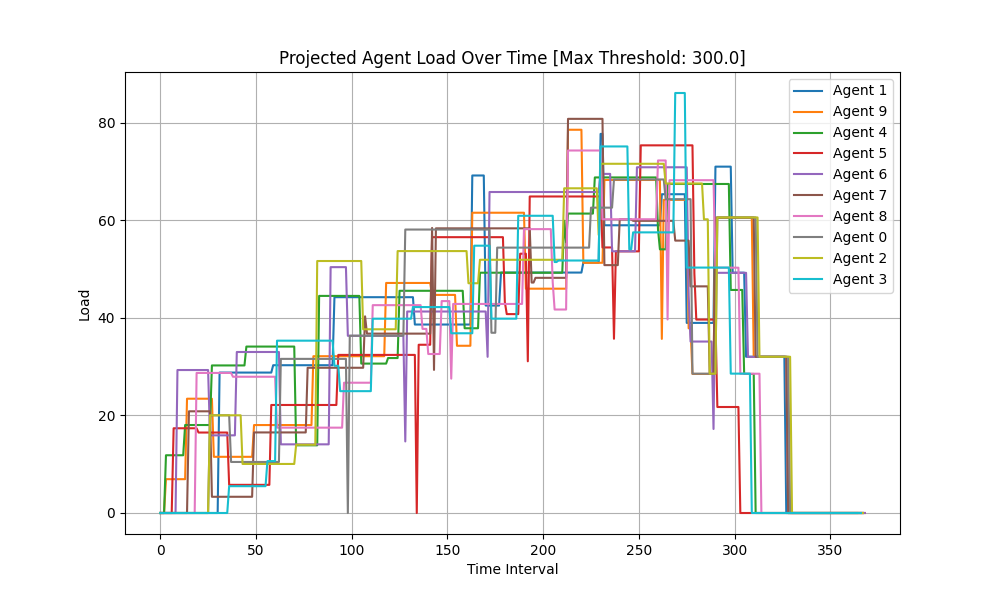 Projected Agent Load Over Time [Max Threshold: 300.0]
Load
80
60
40
20
0
0 50 100 150 200 250 300 350
Time Interval
Agent 1
Agent 9
Agent 4
Agent 5
Agent 6
Agent 7
Agent 8
Agent 0
Agent 2
Agent 3